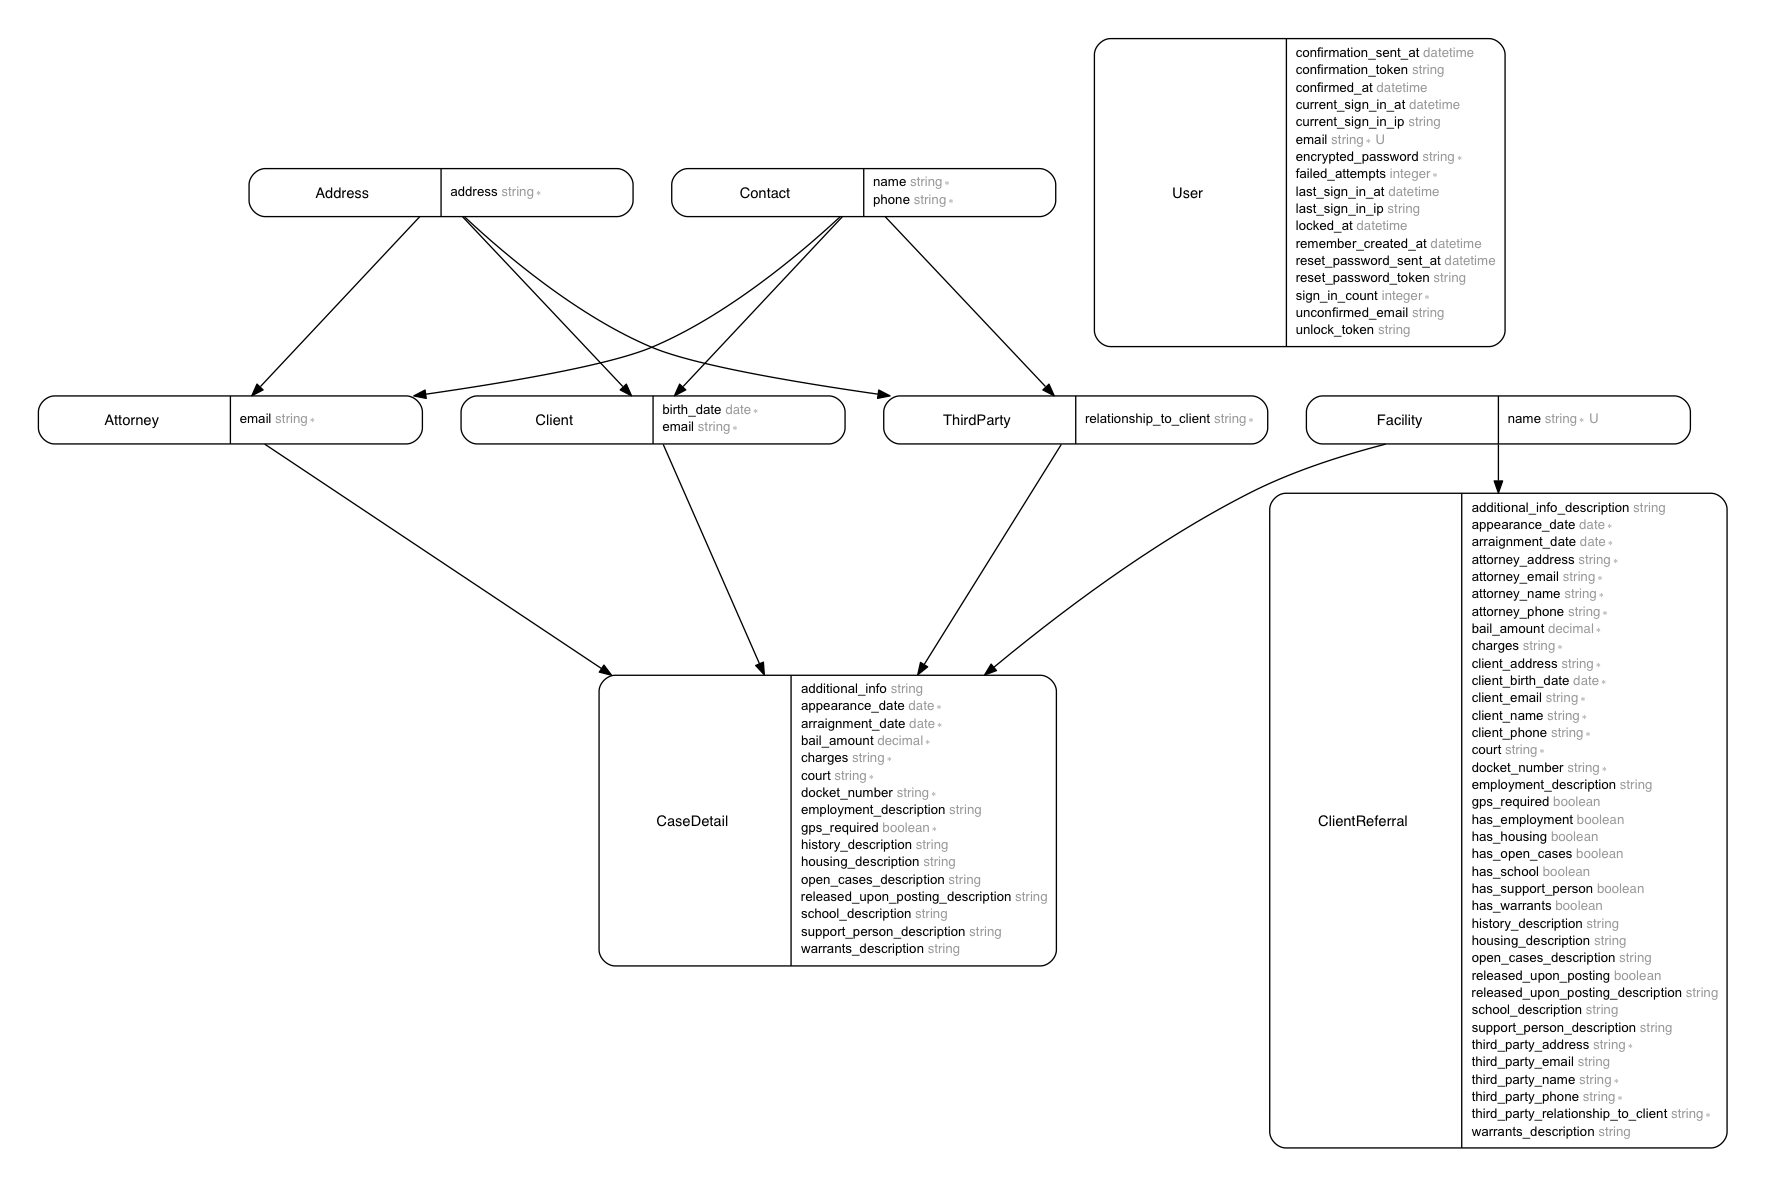 Address
address string *
Contact
name string *
phone string *
User
confirmation_sent_at datetime
confirmation_token string
confirmed_at datetime
current_sign_in_at datetime
current_sign_in_ip string
email string * U
encrypted_password string *
failed_attempts integer *
last_sign_in_at datetime
last_sign_in_ip string
locked_at datetime
remember_created_at datetime
reset_password_sent_at datetime
reset_password_token string
sign_in_count integer *
unconfirmed_email string
unlock_token string
Attorney
email string *
Client
birth_date date *
email string *
ThirdParty
relationship_to_client string *
Facility
name string * U
CaseDetail
additional_info string
appearance_date date *
arraignment_date date *
bail_amount decimal *
charges string *
court string *
docket_number string *
employment_description string
gps_required boolean *
history_description string
housing_description string
open_cases_description string
released_upon_posting_description string
school_description string
support_person_description string
warrants_description string
ClientReferral
additional_info_description string
appearance_date date *
arraignment_date date *
attorney_address string *
attorney_email string *
attorney_name string *
attorney_phone string *
bail_amount decimal *
charges string *
client_address string *
client_birth_date date *
client_email string *
client_name string *
client_phone string *
court string *
docket_number string *
employment_description string
gps_required boolean
has_employment boolean
has_housing boolean
has_open_cases boolean
has_school boolean
has_support_person boolean
has_warrants boolean
history_description string
housing_description string
open_cases_description string
released_upon_posting boolean
released_upon_posting_description string
school_description string
support_person_description string
third_party_address string *
third_party_email string
third_party_name string *
third_party_phone string *
third_party_relationship_to_client string *
warrants_description string